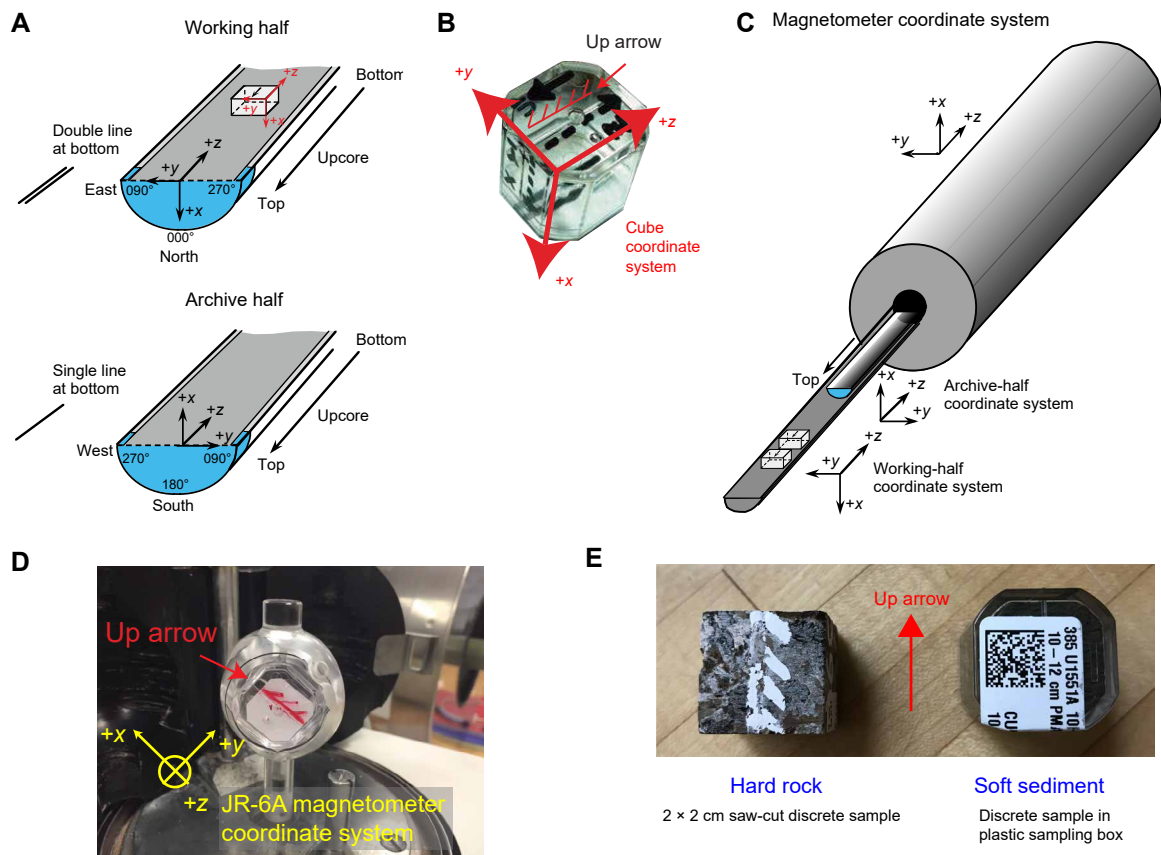 A
Working half
+z
+y
+x
Bottom
Double line
at bottom
+z
Upcore
+y
East
090°
270°
Top
+x
000°
North
Archive half
Bottom
Single line
at bottom
+x
+z
Upcore
+y
West
270°
090°
Top
180°
South
B
Up arrow
+y
+z
Cube
coordinate
system
+x
C
Magnetometer coordinate system
+x
+z
+y
Top
+x
+z
+y
Archive-half
coordinate system
+z
+y
+x
Working-half
coordinate system
D
Up arrow
+x
+y
+z
JR-6A magnetometer
coordinate system
E
Up arrow
385 U1551A 10
10–12 cm PMA
CU
10
Hard rock
2 × 2 cm saw-cut discrete sample
Soft sediment
Discrete sample in
plastic sampling box